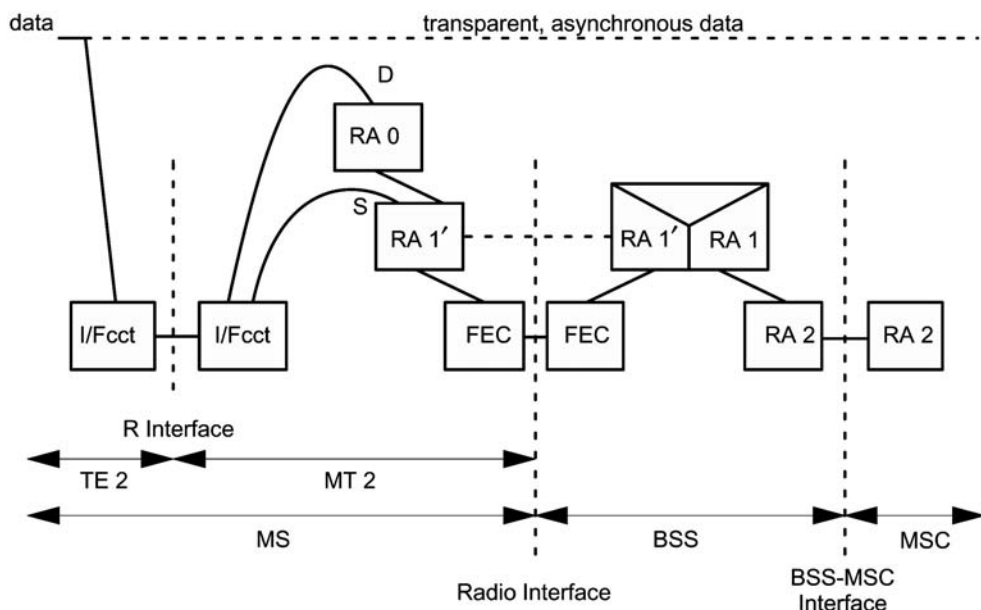 data
transparent, asynchronous data
D
RA 0
S
RA 1′
RA 1′
RA 1
I/Fcct
I/Fcct
FEC
FEC
RA 2
RA 2
R Interface
TE 2
MT 2
MS
BSS
MSC
Radio Interface
BSS-MSC
Interface